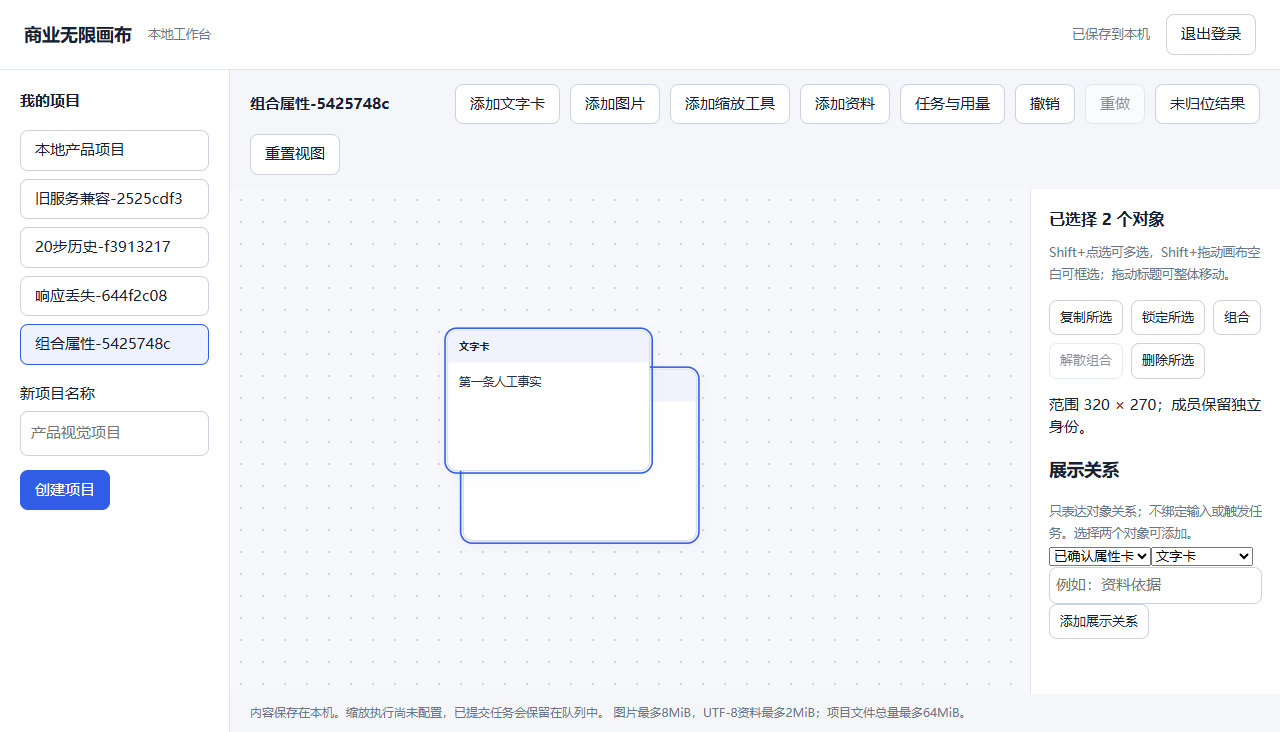 商业无限画布 本地工作台 已保存到本机 退出登录
我的项目
本地产品项目
旧服务兼容-2525cdf3
20步历史-f3913217
响应丢失-644f2c08
组合属性-5425748c
新项目名称
产品视觉项目
创建项目
组合属性-5425748c 添加文字卡 添加图片 添加缩放工具 添加资料 任务与用量 撤销 重做 未归位结果
重置视图
文字卡
第一条人工事实
已选择 2 个对象
Shift+点选可多选，Shift+拖动画布空
白可框选；拖动标题可整体移动。
复制所选 锁定所选 组合
解散组合 删除所选
范围 320 × 270；成员保留独立
身份。
展示关系
只表达对象关系；不绑定输入或触发任
务。选择两个对象可添加。
已确认属性卡 文字卡
例如：资料依据
添加展示关系
内容保存在本机。缩放执行尚未配置，已提交任务会保留在队列中。 图片最多8MiB，UTF-8资料最多2MiB；项目文件总量最多64MiB。